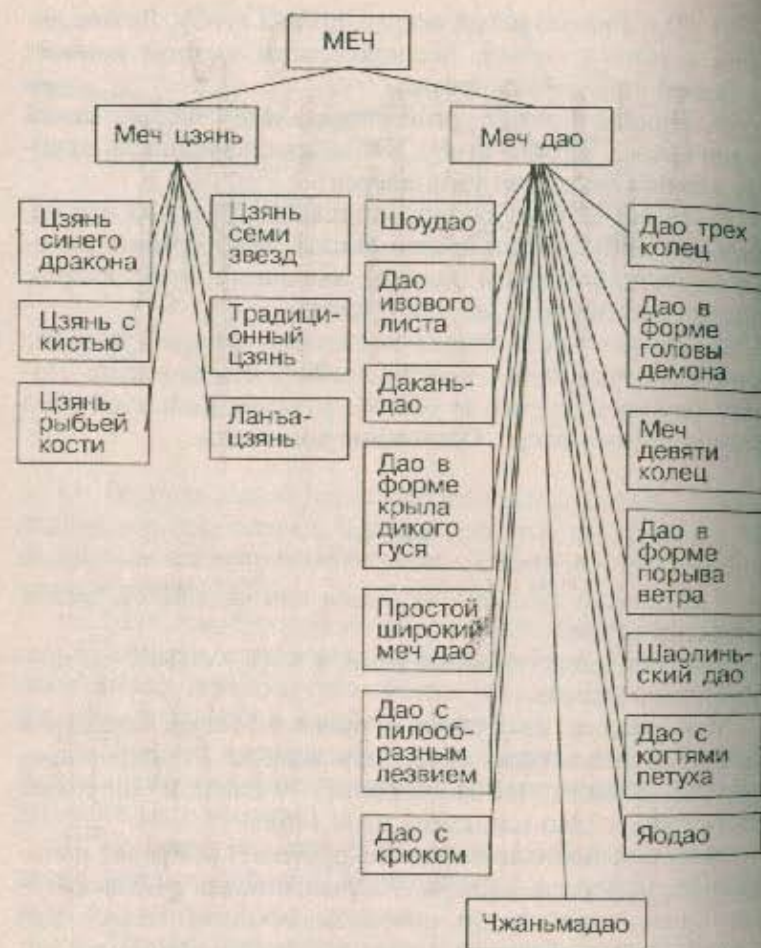 МЕЧ
Меч цзянь
Меч дао
Цзянь
синего
дракона
Цзянь
семи
звезд
Цзянь с
кистью
Традици-
онный
цзянь
Цзянь
рыбьей
кости
Ланъа-
цзянь
Шоудао
Дао
ивового
листа
Дакань-
дао
Дао в
форме
крыла
дикого
гуся
Простой
широкий
меч дао
Дао с
пилооб-
разным
лезвием
Дао с
крюком
Дао трех
колец
Дао в
форме
головы
демона
Меч
девяти
колец
Дао в
форме
порыва
ветра
Шаолинь-
ский дао
Дао с
когтями
петуха
Яодао
Чжаньмадао